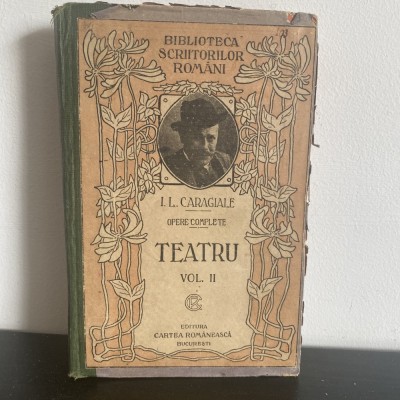 BIBLIOTECA
SCRIITORILOR
ROMÂNI
I. L. CARAGIALE
OPERE COMPLETE
TEATRU
VOL. II
EDITURA
CARTEA ROMÂNEASCĂ
BUCUREȘTI